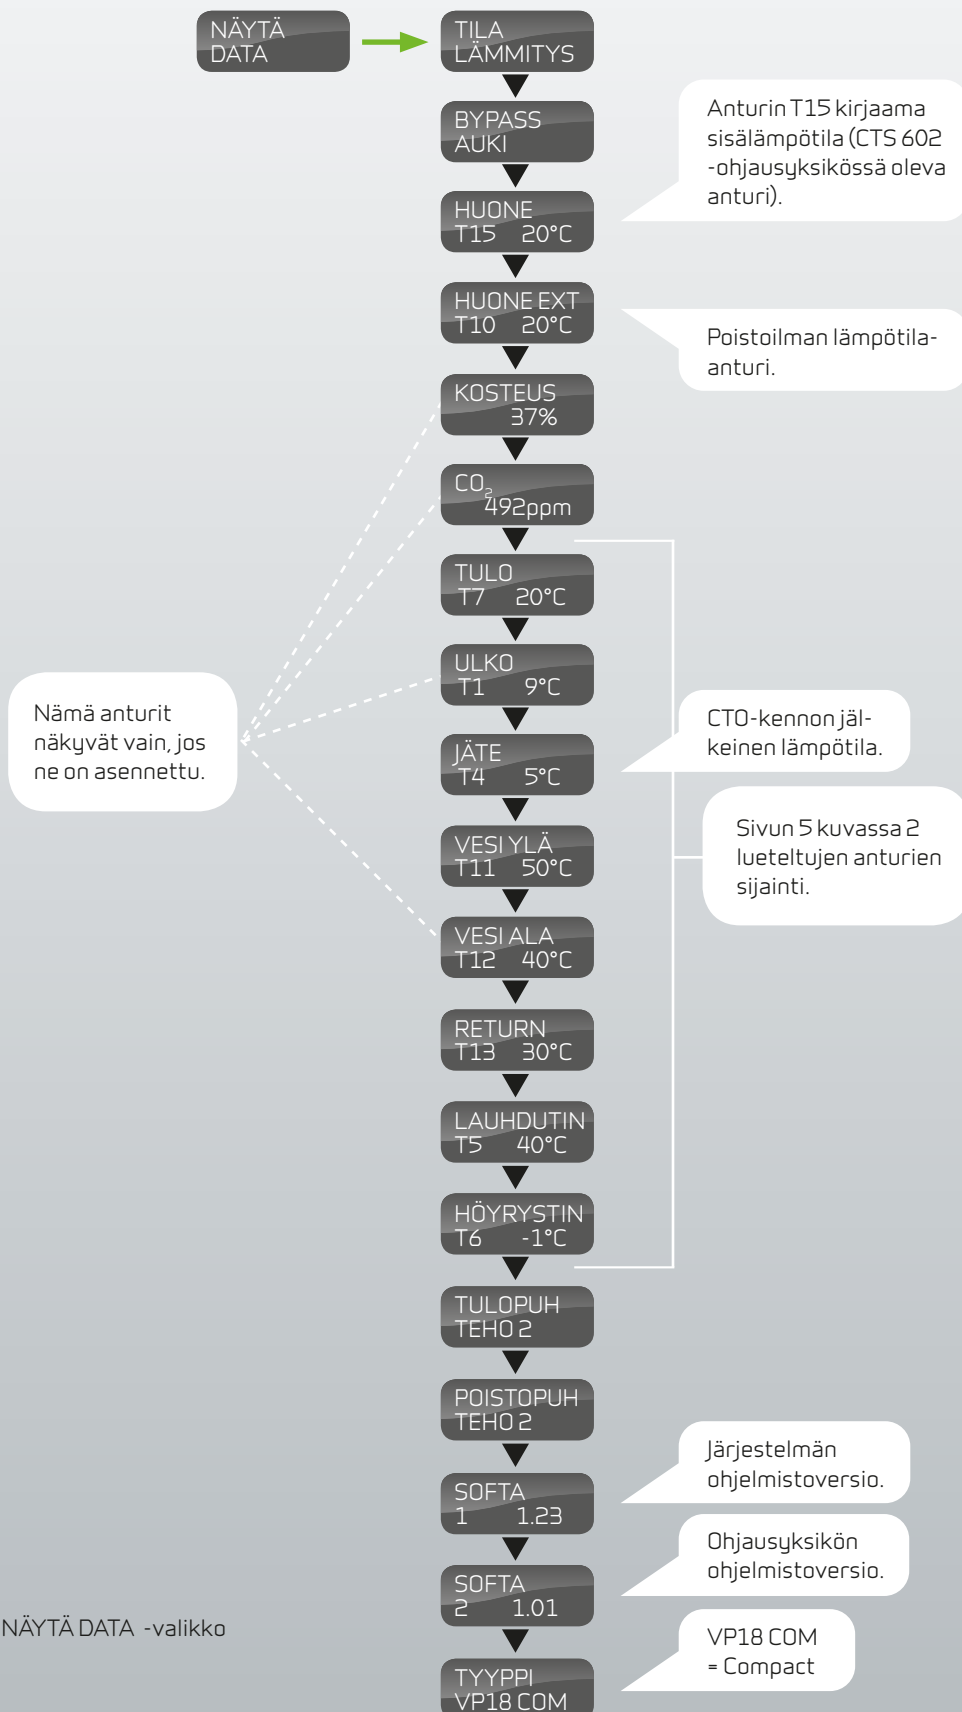 NÄYTÄ
DATA
TILA
LÄMMITYS
BYPASS
AUKI
Anturin T15 kirjaama
sisälämpötila (CTS 602
-ohjausyksikössä oleva
anturi).
HUONE
T15 20°C
HUONE EXT
T10 20°C
Poistoilman lämpötila-
anturi.
KOSTEUS
37%
CO₂
492ppm
TULO
T7 20°C
ULKO
T1 9°C
Nämä anturit
näkyvät vain, jos
ne on asennettu.
CTO-kennon jäl-
keinen lämpötila.
JÄTE
T4 5°C
Sivun 5 kuvassa 2
lueteltujen anturien
sijainti.
VESI YLÄ
T11 50°C
VESI ALA
T12 40°C
RETURN
T13 30°C
LAUHDUTIN
T5 40°C
HÖYRYSTIN
T6 -1°C
TULOPUH
TEHO 2
POISTOPUH
TEHO 2
Järjestelmän
ohjelmistoversio.
SOFTA
1 1.23
Ohjausyksikön
ohjelmistoversio.
SOFTA
2 1.01
NÄYTÄ DATA -valikko
VP18 COM
= Compact
TYYPPI
VP18 COM